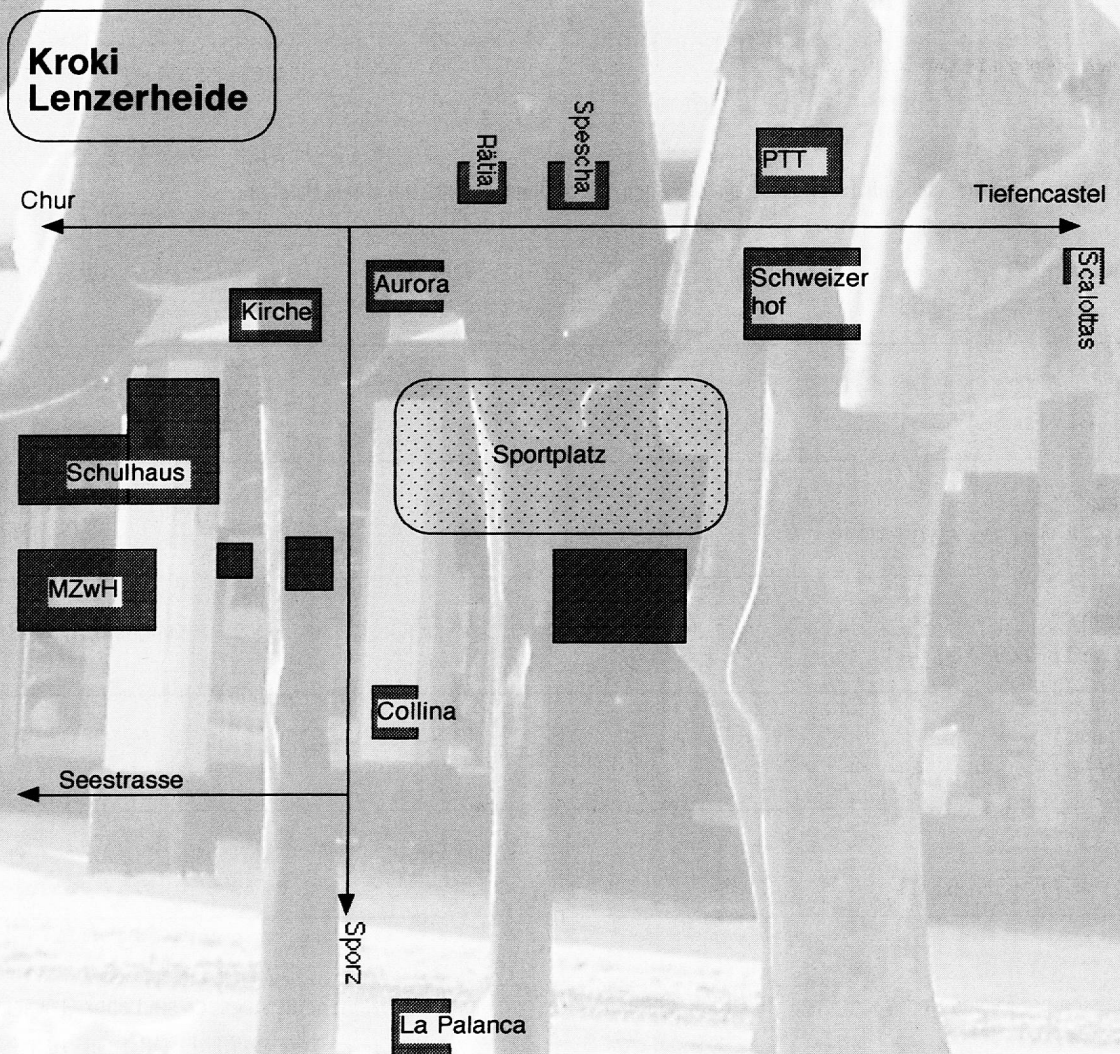 Kroki
Lenzerheide
Spescha
Rätia
PTT
Chur
Tiefencastel
Aurora
Kirche
Schweizer
hof
Scalottas
Sportplatz
Schulhaus
MZwH
Collina
Seestrasse
Sporz
La Palanca